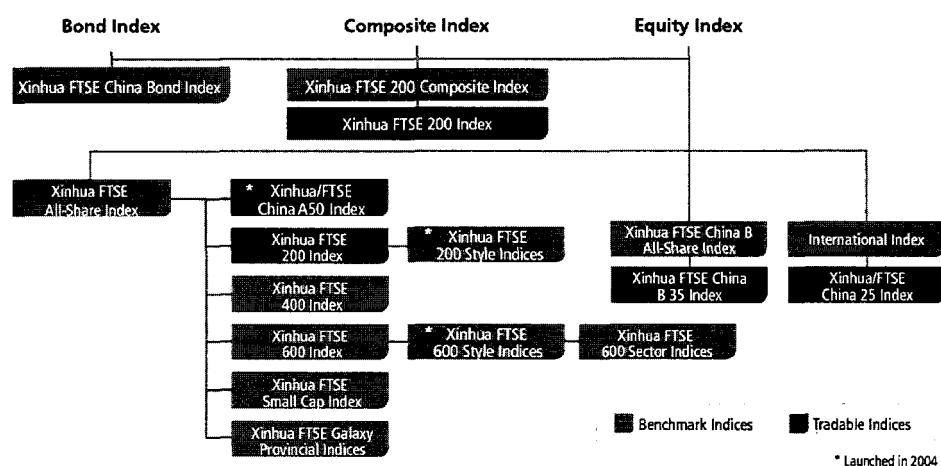 Bond Index
Composite Index
Equity Index
Xinhua FTSE China Bond Index
Xinhua FTSE 200 Composite Index
Xinhua FTSE 200 Index
Xinhua FTSE
All-Share Index
* Xinhua/FTSE
China A50 Index
Xinhua FTSE
200 Index
* Xinhua FTSE
200 Style Indices
Xinhua FTSE
400 Index
Xinhua FTSE
600 Index
* Xinhua FTSE
600 Style Indices
Xinhua FTSE
600 Sector Indices
Xinhua FTSE
Small Cap Index
Xinhua FTSE Galaxy
Provincial Indices
Xinhua FTSE China B
All-Share Index
Xinhua FTSE China
B 35 Index
International Index
Xinhua/FTSE
China 25 Index
Benchmark Indices
Tradable Indices
* Launched in 2004